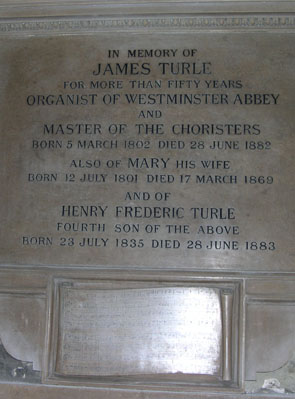 IN MEMORY OF
JAMES TURLE
FOR MORE THAN FIFTY YEARS
ORGANIST OF WESTMINSTER ABBEY
AND
MASTER OF THE CHORISTERS
BORN 5 MARCH 1802 DIED 28 JUNE 1882
ALSO OF MARY HIS WIFE
BORN 12 JULY 1801 DIED 17 MARCH 1869
AND OF
HENRY FREDERIC TURLE
FOURTH SON OF THE ABOVE
BORN 23 JULY 1835 DIED 28 JUNE 1883